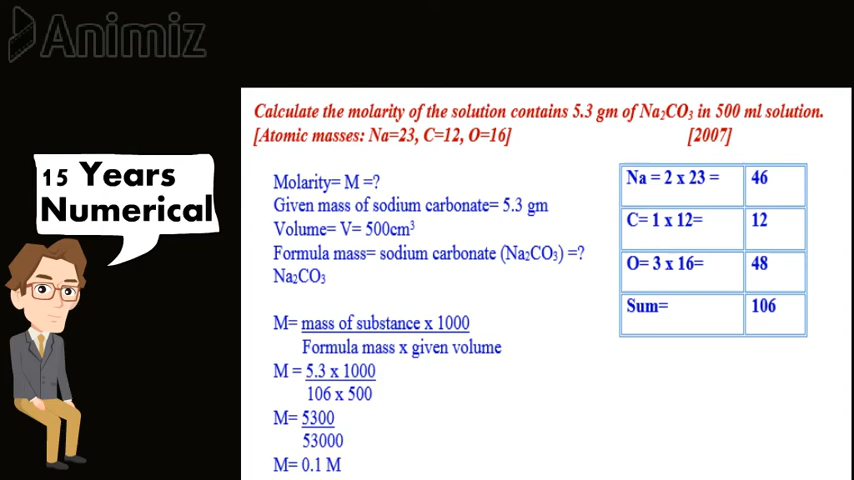 Animiz
Calculate the molarity of the solution contains 5.3 gm of Na₂CO₃ in 500 ml solution.
[Atomic masses: Na=23, C=12, O=16] [2007]
15 Years
Numerical
Molarity= M =?
Given mass of sodium carbonate= 5.3 gm
Volume= V= 500cm³
Formula mass= sodium carbonate (Na₂CO₃) =?
Na₂CO₃
M= mass of substance x 1000
Formula mass x given volume
M = 5.3 x 1000
106 x 500
M= 5300
53000
M= 0.1 M
Na = 2 x 23 = 46
C= 1 x 12= 12
O= 3 x 16= 48
Sum= 106